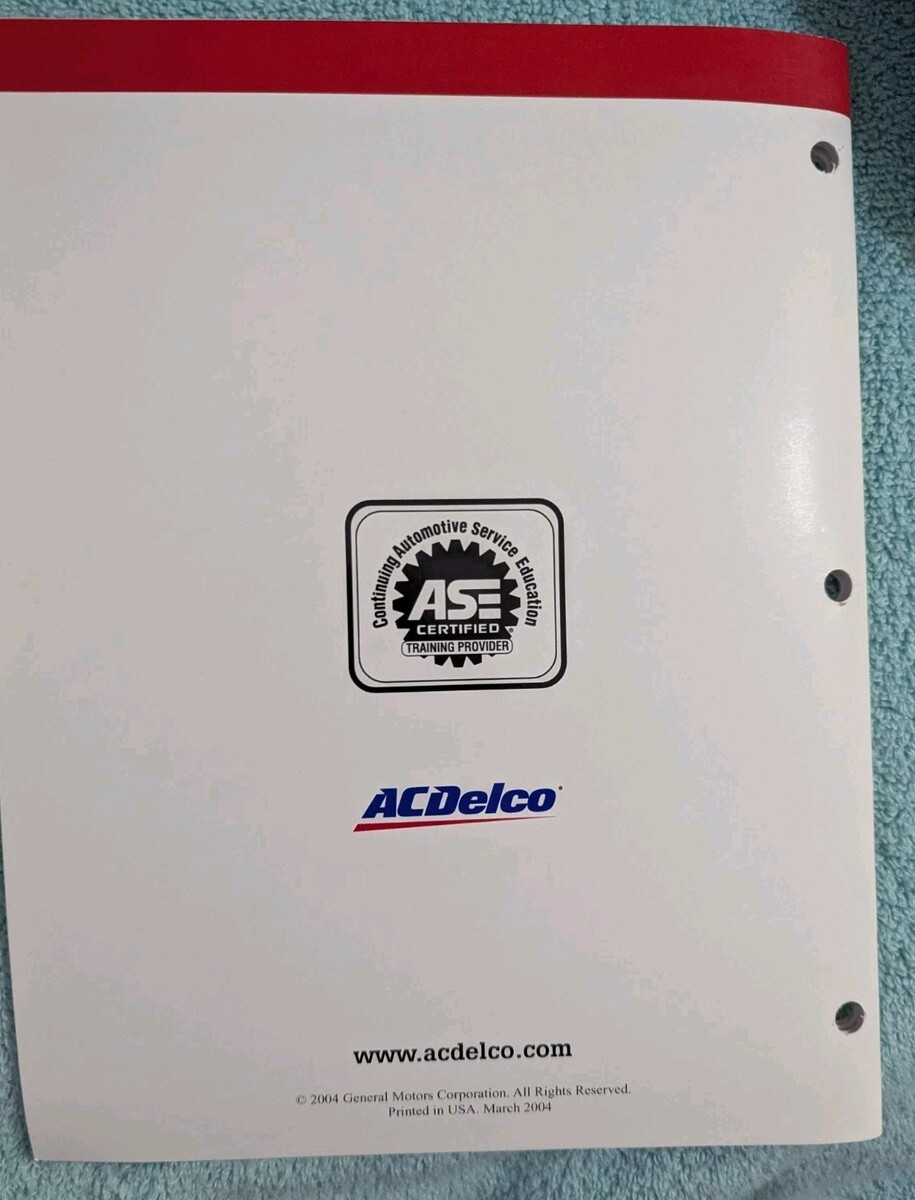 Continuing Automotive Service Education
ASE
CERTIFIED®
TRAINING PROVIDER
ACDelco®
www.acdelco.com
© 2004 General Motors Corporation. All Rights Reserved.
Printed in USA. March 2004